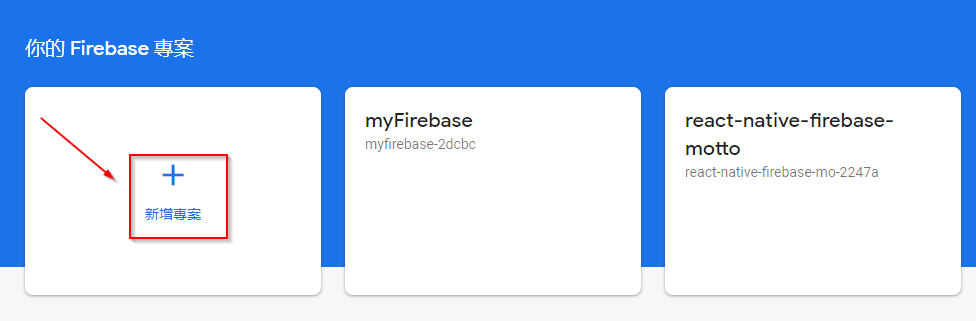 你的 Firebase 專案
新增專案
myFirebase
myfirebase-2dcbc
react-native-firebase-
motto
react-native-firebase-mo-2247a